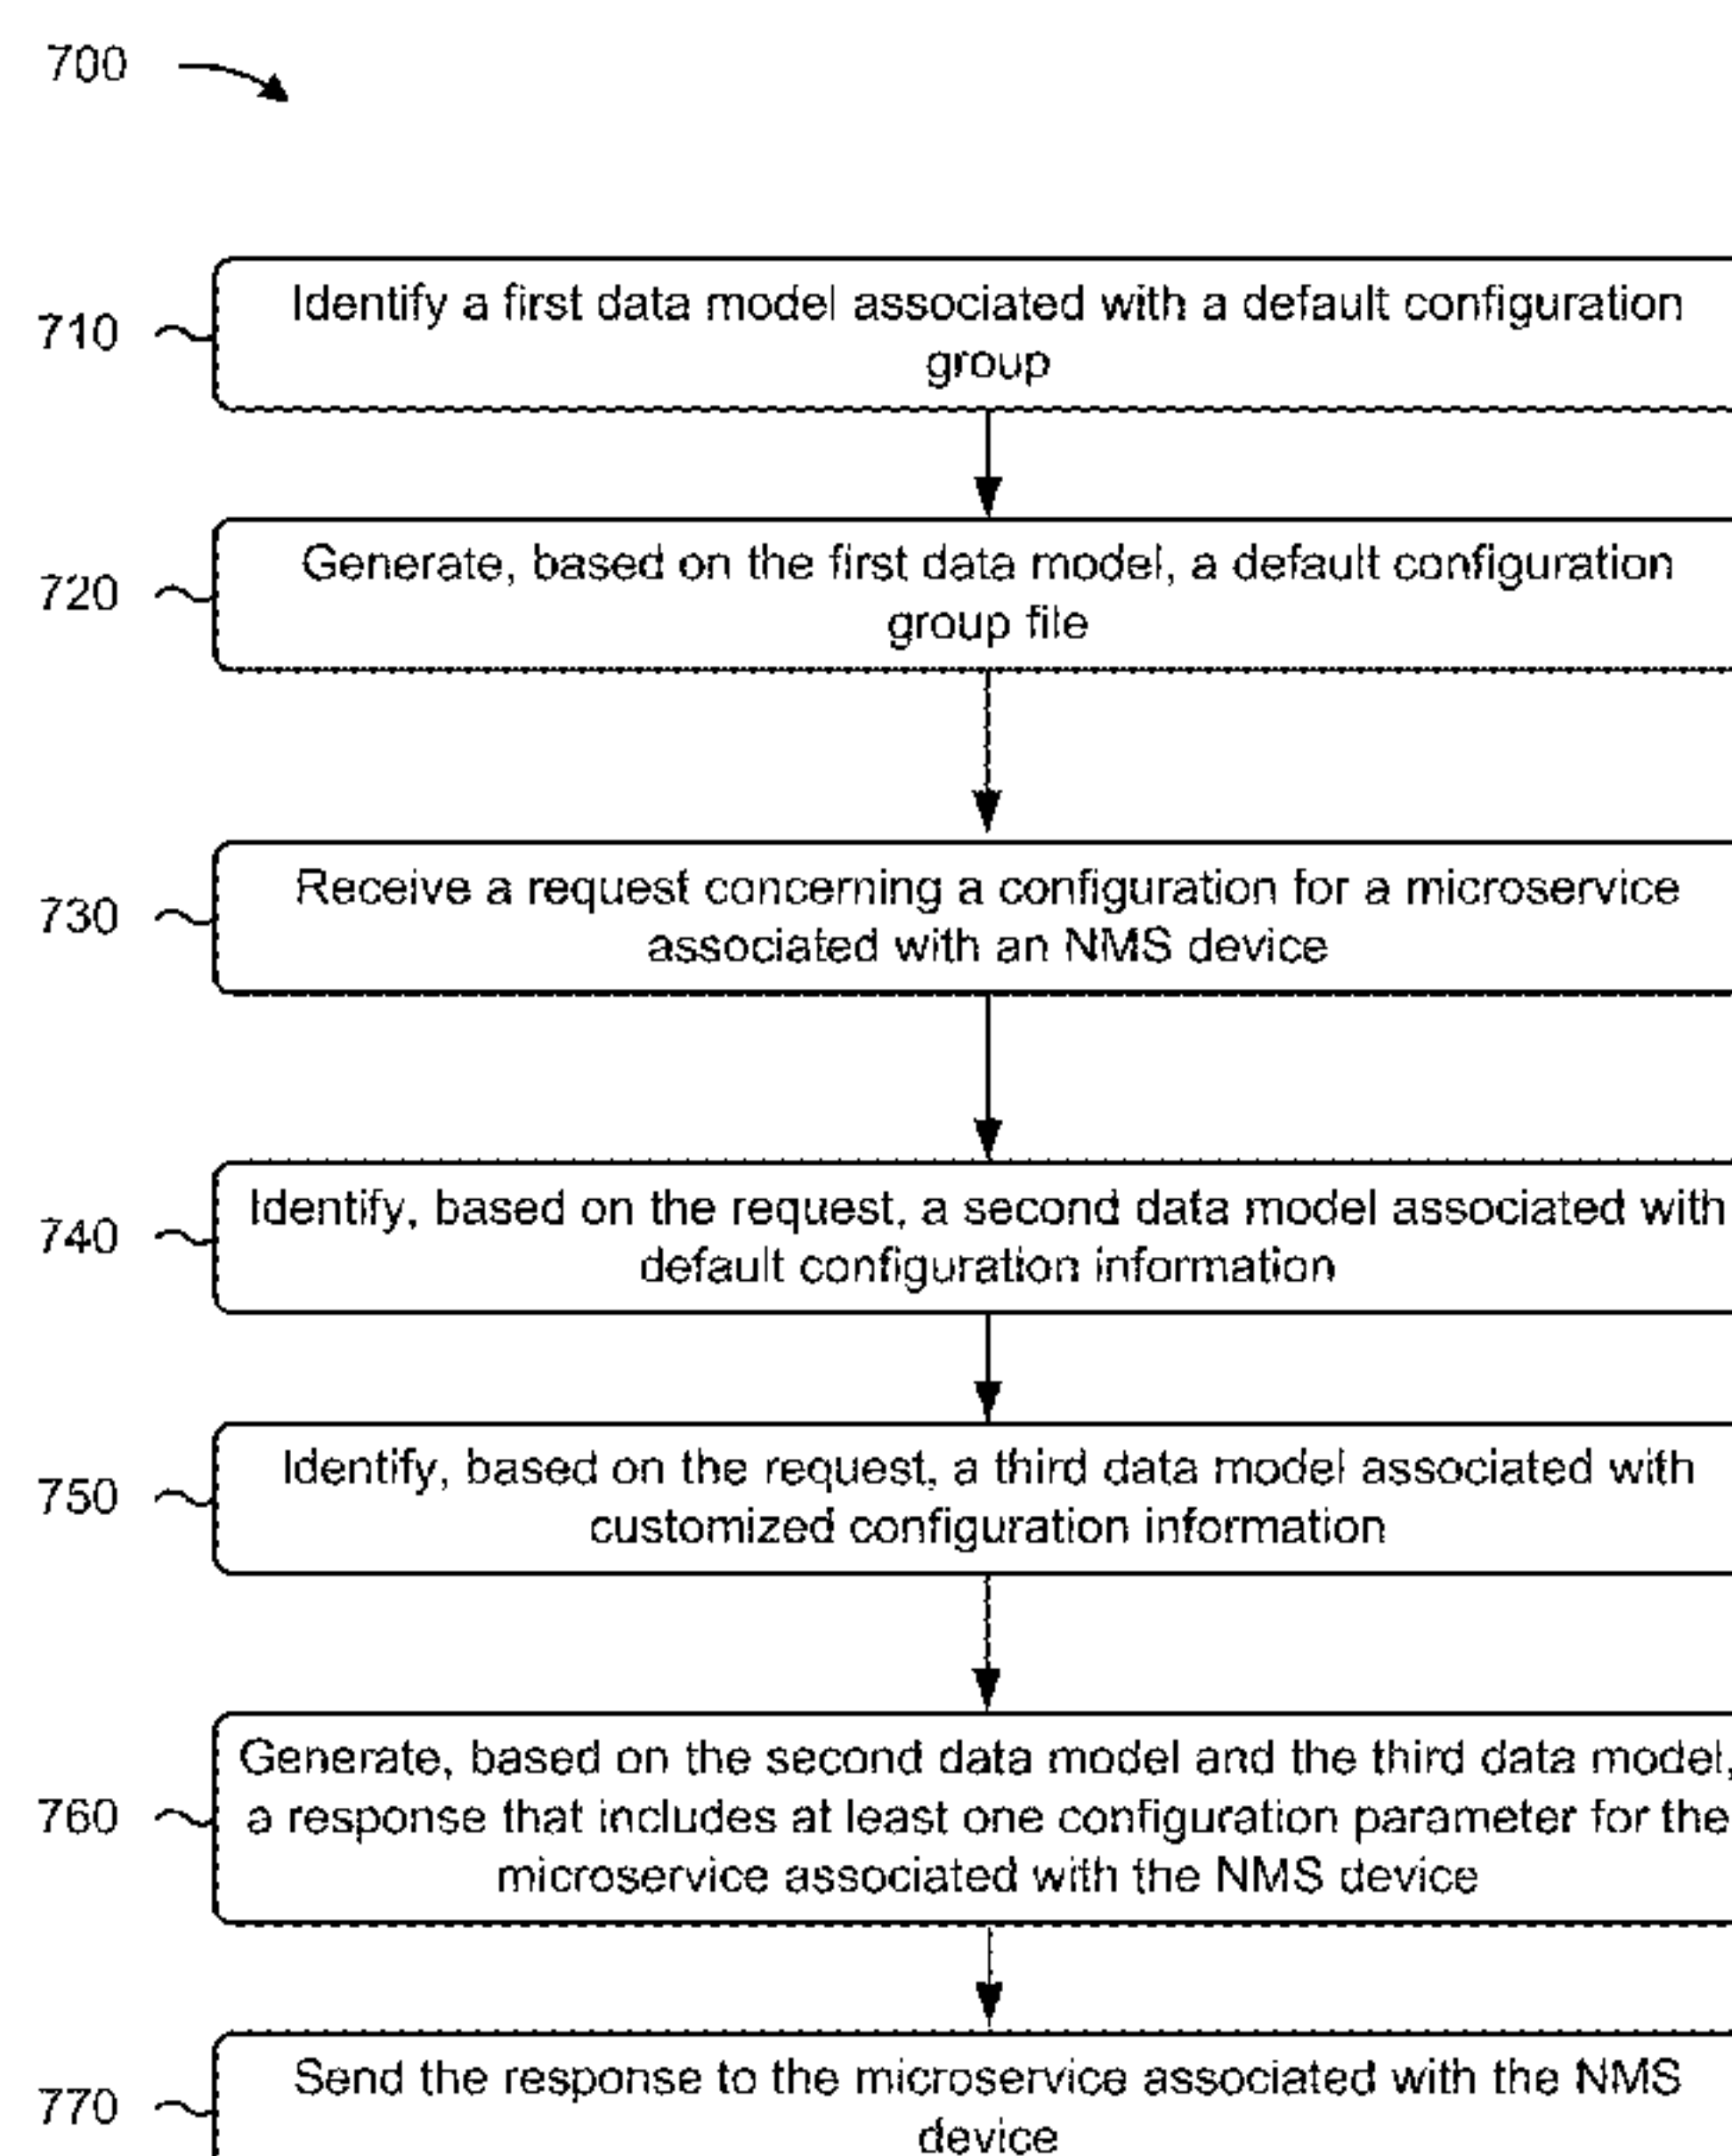 700
710
Identify a first data model associated with a default configuration
group
720
Generate, based on the first data model, a default configuration
group file
730
Receive a request concerning a configuration for a microservice
associated with an NMS device
740
Identify, based on the request, a second data model associated with
default configuration information
750
Identify, based on the request, a third data model associated with
customized configuration information
760
Generate, based on the second data model and the third data model,
a response that includes at least one configuration parameter for the
microservice associated with the NMS device
770
Send the response to the microservice associated with the NMS
device